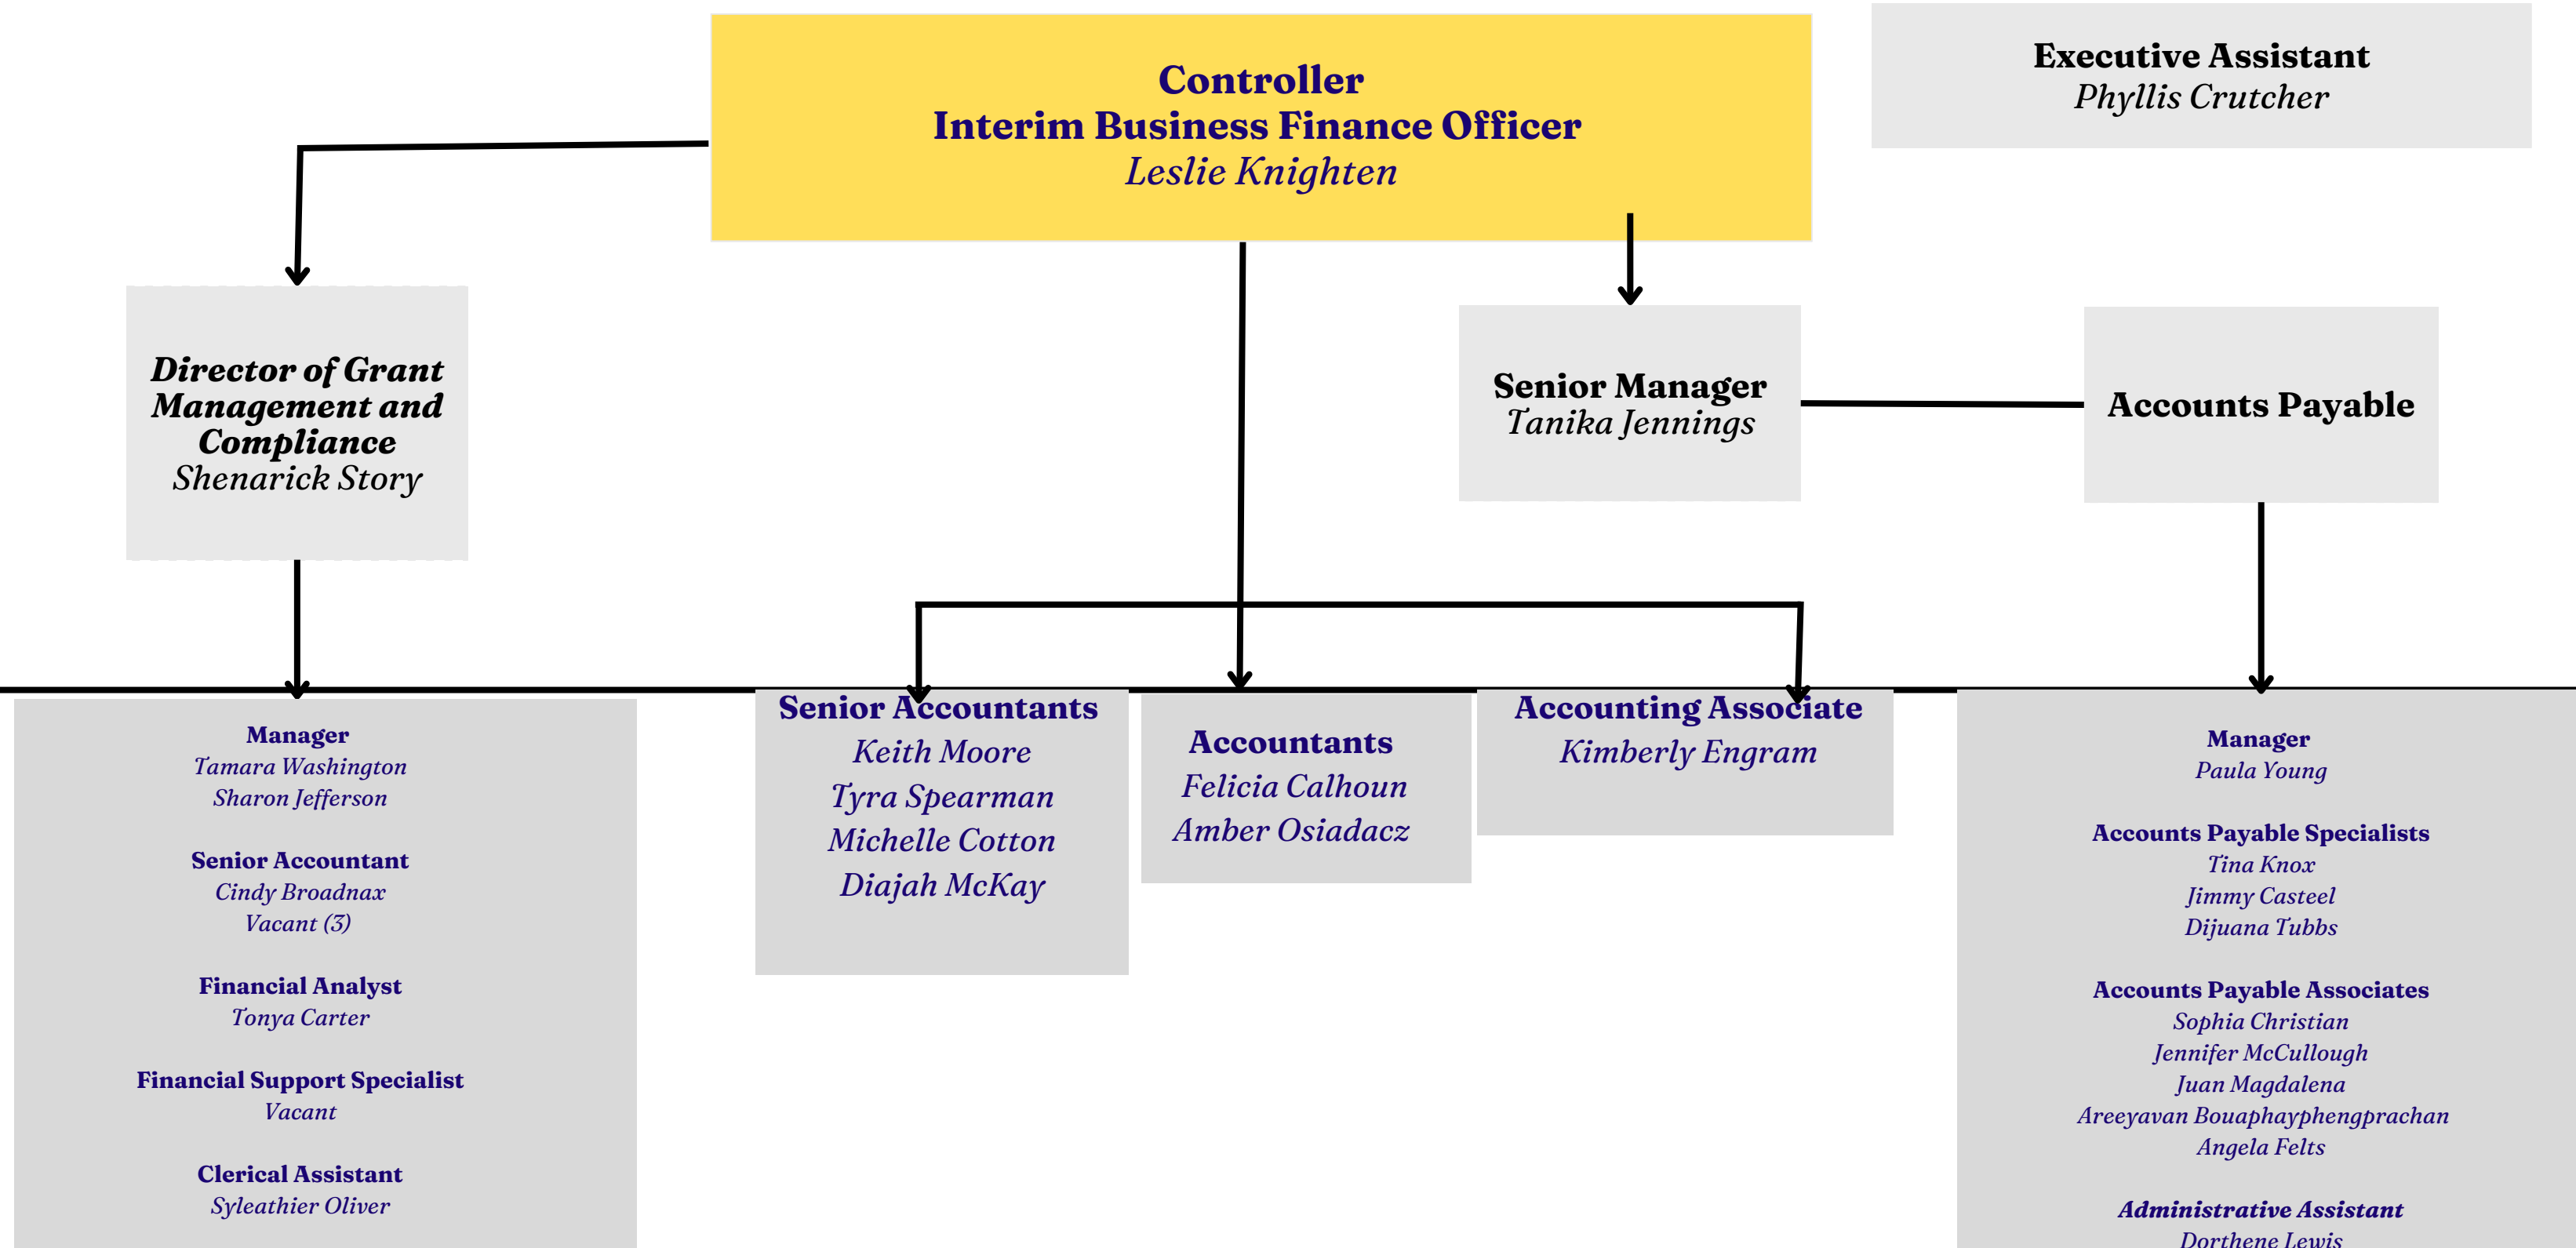 Controller
Interim Business Finance Officer
Leslie Knighten
Executive Assistant
Phyllis Crutcher
Director of Grant
Management and
Compliance
Shenarick Story
Senior Manager
Tanika Jennings
Accounts Payable
Manager
Tamara Washington
Sharon Jefferson
Senior Accountant
Cindy Broadnax
Vacant (3)
Financial Analyst
Tonya Carter
Financial Support Specialist
Vacant
Clerical Assistant
Syleathier Oliver
Senior Accountants
Keith Moore
Tyra Spearman
Michelle Cotton
Diajah McKay
Accountants
Felicia Calhoun
Amber Osiadacz
Accounting Associate
Kimberly Engram
Manager
Paula Young
Accounts Payable Specialists
Tina Knox
Jimmy Casteel
Dijuana Tubbs
Accounts Payable Associates
Sophia Christian
Jennifer McCullough
Juan Magdalena
Areeyavan Bouaphayphengprachan
Angela Felts
Administrative Assistant
Dorthene Lewis